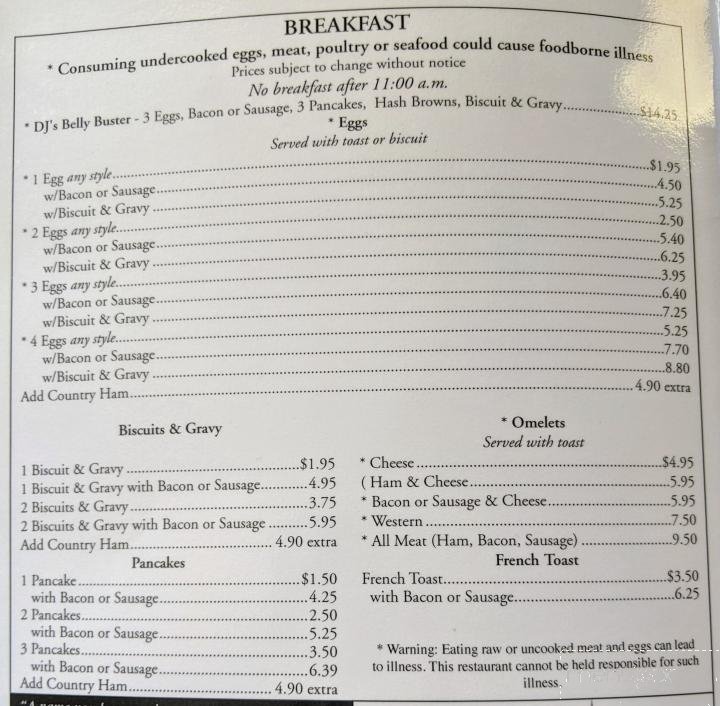 BREAKFAST
* Consuming undercooked eggs, meat, poultry or seafood could cause foodborne illness
Prices subject to change without notice
No breakfast after 11:00 a.m.
* DJ's Belly Buster - 3 Eggs, Bacon or Sausage, 3 Pancakes, Hash Browns, Biscuit & Gravy..........$14.25
* Eggs
Served with toast or biscuit
* 1 Egg any style..........$1.95
w/Bacon or Sausage..........4.50
w/Biscuit & Gravy ..........5.25
* 2 Eggs any style..........2.50
w/Bacon or Sausage..........5.40
w/Biscuit & Gravy ..........6.25
* 3 Eggs any style..........3.95
w/Bacon or Sausage..........6.40
w/Biscuit & Gravy ..........7.25
* 4 Eggs any style..........5.25
w/Bacon or Sausage..........7.70
w/Biscuit & Gravy ..........8.80
Add Country Ham..........4.90 extra
Biscuits & Gravy
1 Biscuit & Gravy ..........$1.95
1 Biscuit & Gravy with Bacon or Sausage..........4.95
2 Biscuits & Gravy..........3.75
2 Biscuits & Gravy with Bacon or Sausage ..........5.95
Add Country Ham..........4.90 extra
Pancakes
1 Pancake..........$1.50
with Bacon or Sausage..........4.25
2 Pancakes..........2.50
with Bacon or Sausage..........5.25
3 Pancakes..........3.50
with Bacon or Sausage..........6.39
Add Country Ham..........4.90 extra
* Omelets
Served with toast
* Cheese..........$4.95
( Ham & Cheese..........5.95
* Bacon or Sausage & Cheese..........5.95
* Western ..........7.50
* All Meat (Ham, Bacon, Sausage) ..........9.50
French Toast
French Toast..........$3.50
with Bacon or Sausage..........6.25
* Warning: Eating raw or uncooked meat and eggs can lead
to illness. This restaurant cannot be held responsible for such
illness.